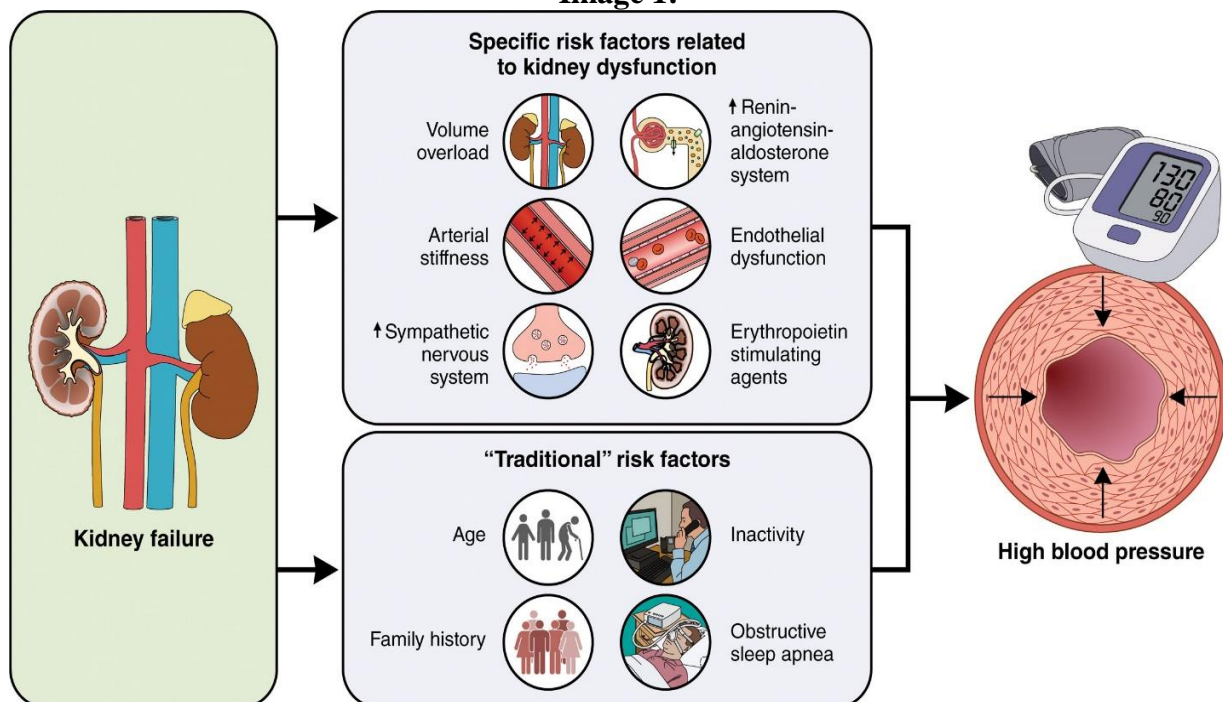 Image 1:
Specific risk factors related
to kidney dysfunction
Volume
overload
↑ Renin-
angiotensin-
aldosterone
system
Arterial
stiffness
Endothelial
dysfunction
↑ Sympathetic
nervous
system
Erythropoietin
stimulating
agents
Kidney failure
"Traditional" risk factors
Age
Inactivity
Family history
Obstructive
sleep apnea
130
80
90
High blood pressure